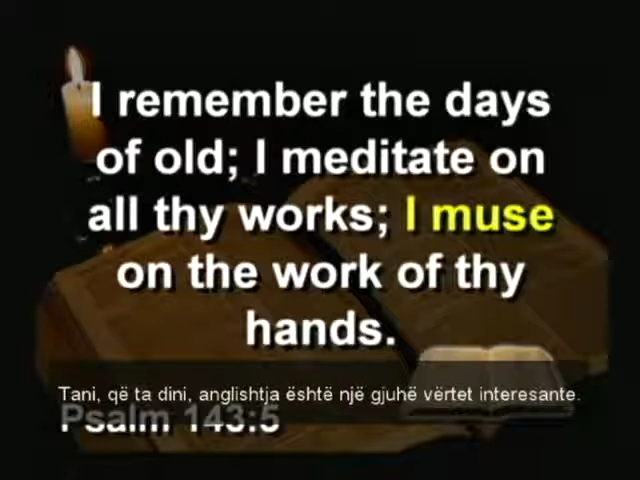 I remember the days
of old; I meditate on
all thy works; I muse
on the work of thy
hands.
Tani, që ta dini, anglishtja është një gjuhë vërtet interesante.
Psalm 143:5